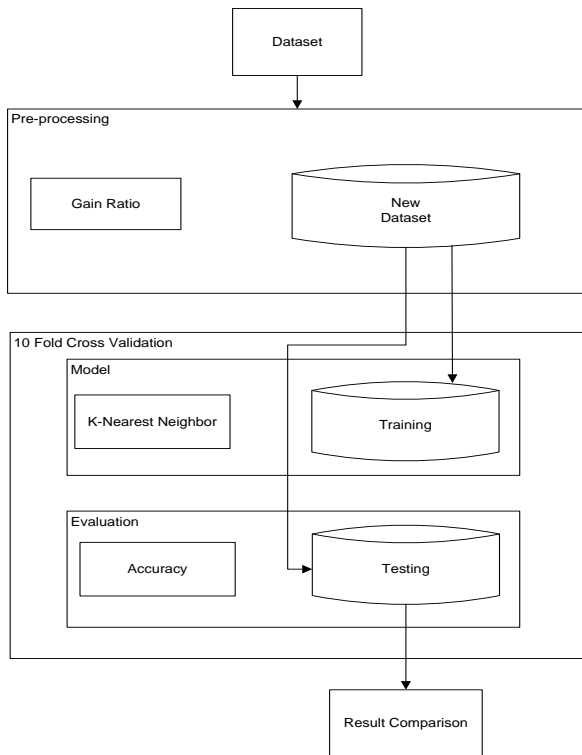 Dataset
Pre-processing
Gain Ratio
New
Dataset
10 Fold Cross Validation
Model
K-Nearest Neighbor
Training
Evaluation
Accuracy
Testing
Result Comparison